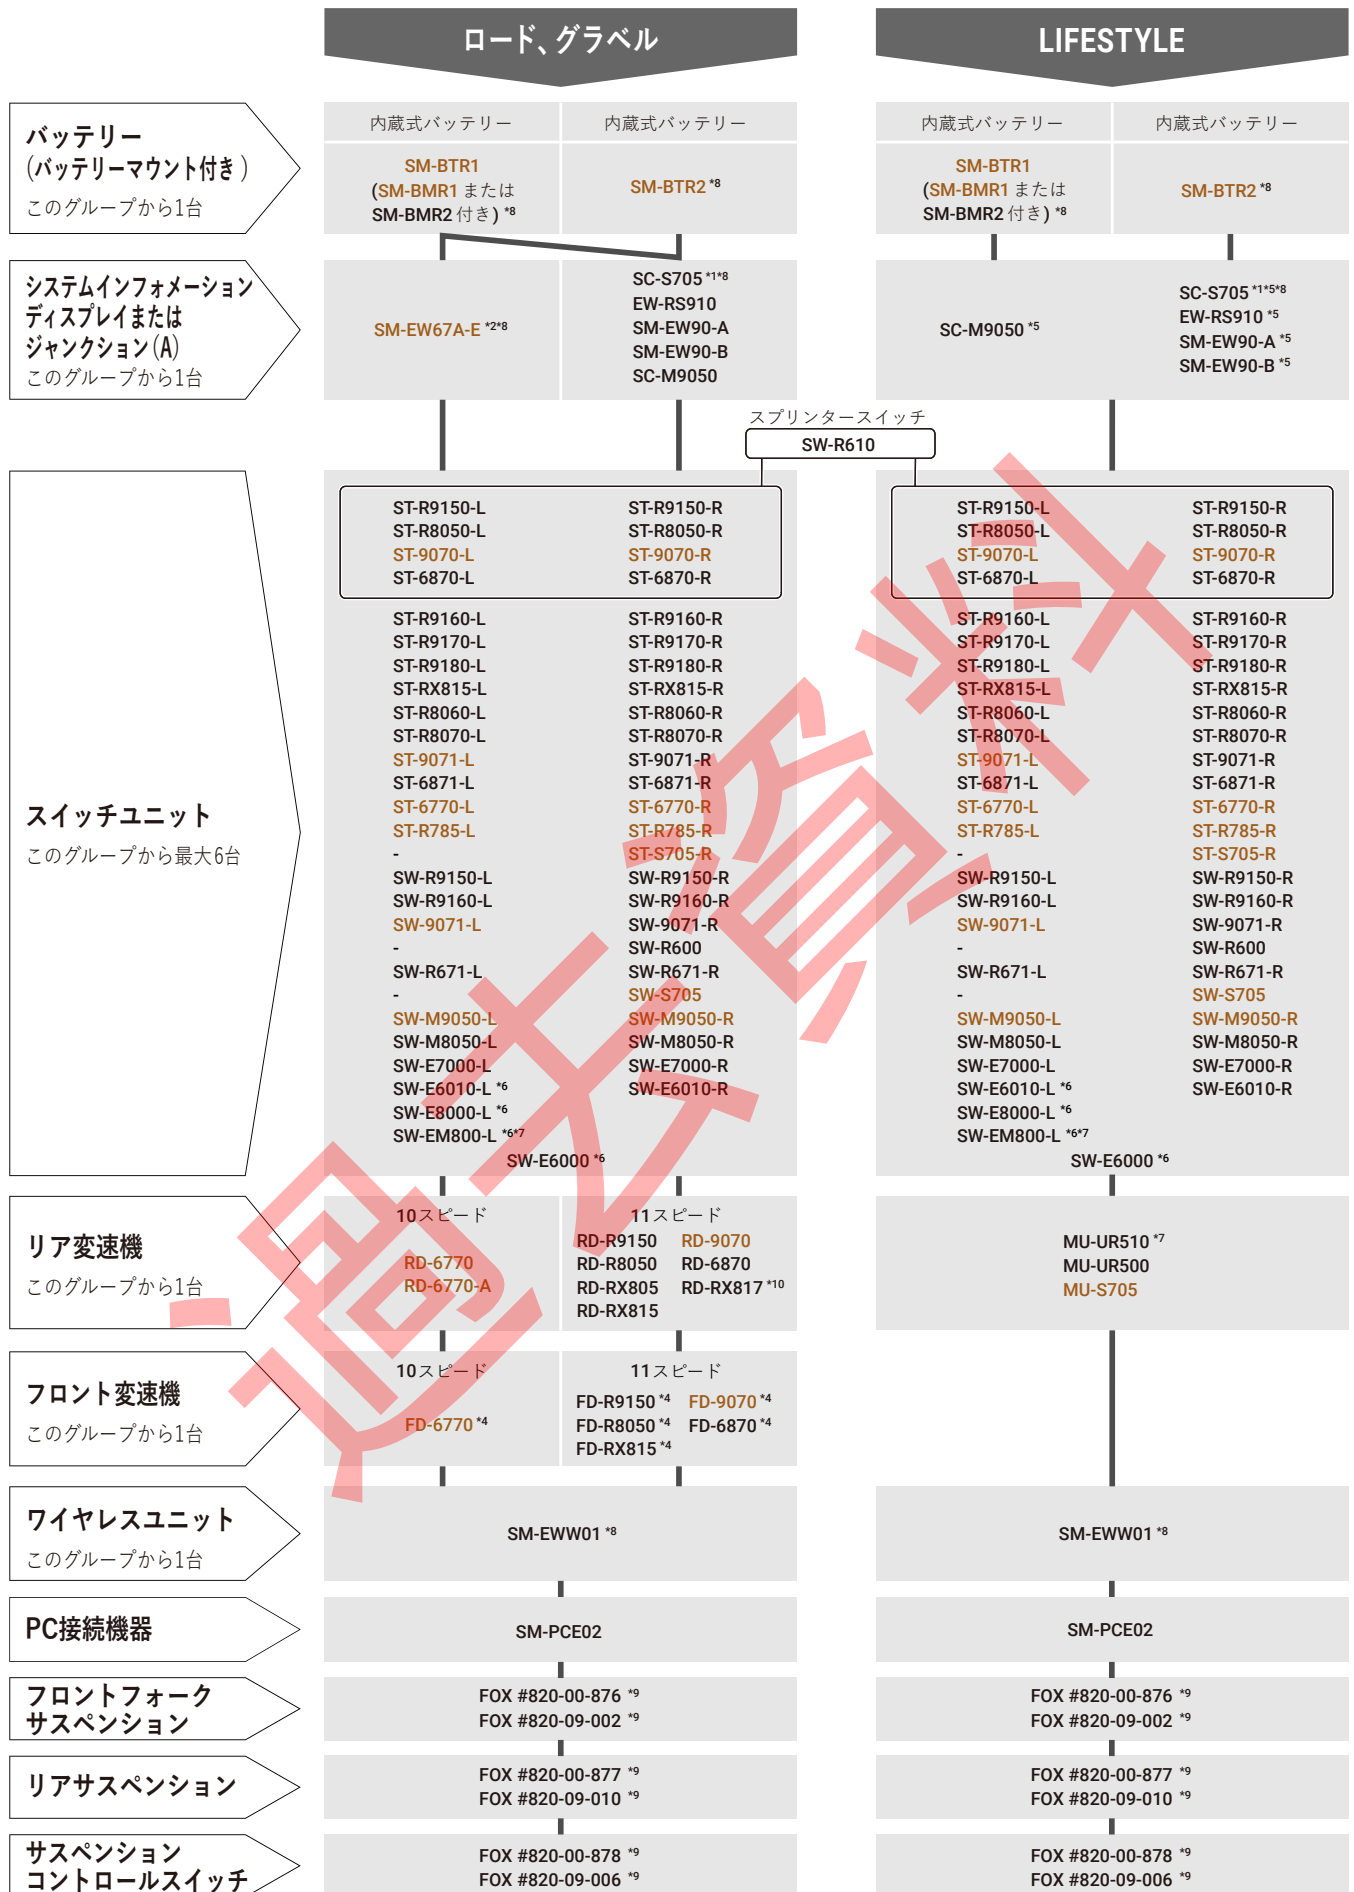 ロード、グラベル
LIFESTYLE
バッテリー
(バッテリーマウント付き)
このグループから1台
内蔵式バッテリー
内蔵式バッテリー
SM-BTR1
(SM-BMR1 または
SM-BMR2 付き) *8
SM-BTR2 *8
内蔵式バッテリー
内蔵式バッテリー
SM-BTR1
(SM-BMR1 または
SM-BMR2 付き) *8
SM-BTR2 *8
システムインフォメーション
ディスプレイまたは
ジャンクション(A)
このグループから1台
SM-EW67A-E *2*8
SC-S705 *1*8
EW-RS910
SM-EW90-A
SM-EW90-B
SC-M9050
SC-M9050 *5
SC-S705 *1*5*8
EW-RS910 *5
SM-EW90-A *5
SM-EW90-B *5
スプリンタースイッチ
SW-R610
スイッチユニット
このグループから最大6台
ST-R9150-L ST-R9150-R
ST-R8050-L ST-R8050-R
ST-9070-L ST-9070-R
ST-6870-L ST-6870-R
ST-R9160-L ST-R9160-R
ST-R9170-L ST-R9170-R
ST-R9180-L ST-R9180-R
ST-RX815-L ST-RX815-R
ST-R8060-L ST-R8060-R
ST-R8070-L ST-R8070-R
ST-9071-L ST-9071-R
ST-6871-L ST-6871-R
ST-6770-L ST-6770-R
ST-R785-L ST-R785-R
- ST-S705-R
SW-R9150-L SW-R9150-R
SW-R9160-L SW-R9160-R
SW-9071-L SW-9071-R
- SW-R600
SW-R671-L SW-R671-R
- SW-S705
SW-M9050-L SW-M9050-R
SW-M8050-L SW-M8050-R
SW-E7000-L SW-E7000-R
SW-E6010-L *6 SW-E6010-R
SW-E8000-L *6
SW-EM800-L *6*7
SW-E6000 *6
ST-R9150-L ST-R9150-R
ST-R8050-L ST-R8050-R
ST-9070-L ST-9070-R
ST-6870-L ST-6870-R
ST-R9160-L ST-R9160-R
ST-R9170-L ST-R9170-R
ST-R9180-L ST-R9180-R
ST-RX815-L ST-RX815-R
ST-R8060-L ST-R8060-R
ST-R8070-L ST-R8070-R
ST-9071-L ST-9071-R
ST-6871-L ST-6871-R
ST-6770-L ST-6770-R
ST-R785-L ST-R785-R
- ST-S705-R
SW-R9150-L SW-R9150-R
SW-R9160-L SW-R9160-R
SW-9071-L SW-9071-R
- SW-R600
SW-R671-L SW-R671-R
- SW-S705
SW-M9050-L SW-M9050-R
SW-M8050-L SW-M8050-R
SW-E7000-L SW-E7000-R
SW-E6010-L *6 SW-E6010-R
SW-E8000-L *6
SW-EM800-L *6*7
SW-E6000 *6
リア変速機
このグループから1台
10スピード
RD-6770
RD-6770-A
11スピード
RD-R9150 RD-9070
RD-R8050 RD-6870
RD-RX805 RD-RX817 *10
RD-RX815
MU-UR510 *7
MU-UR500
MU-S705
フロント変速機
このグループから1台
10スピード
FD-6770 *4
11スピード
FD-R9150 *4 FD-9070 *4
FD-R8050 *4 FD-6870 *4
FD-RX815 *4
ワイヤレスユニット
このグループから1台
SM-EWW01 *8
SM-EWW01 *8
PC接続機器
SM-PCE02
SM-PCE02
フロントフォーク
サスペンション
FOX #820-00-876 *9
FOX #820-09-002 *9
FOX #820-00-876 *9
FOX #820-09-002 *9
リアサスペンション
FOX #820-00-877 *9
FOX #820-09-010 *9
FOX #820-00-877 *9
FOX #820-09-010 *9
サスペンション
コントロールスイッチ
FOX #820-00-878 *9
FOX #820-09-006 *9
FOX #820-00-878 *9
FOX #820-09-006 *9
過去資料